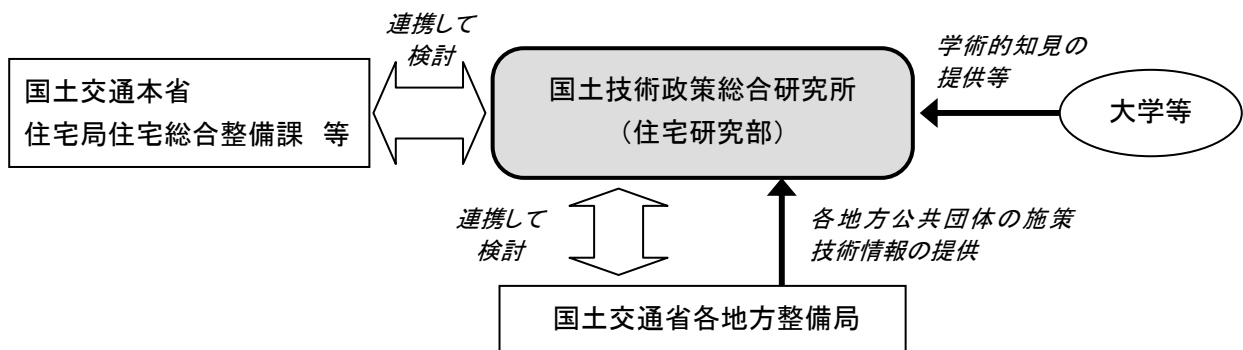 連携して
検討
学術的知見の
提供等
国土交通本省
住宅局住宅総合整備課　等
国土技術政策総合研究所
（住宅研究部）
大学等
連携して
検討
各地方公共団体の施策
技術情報の提供
国土交通省各地方整備局